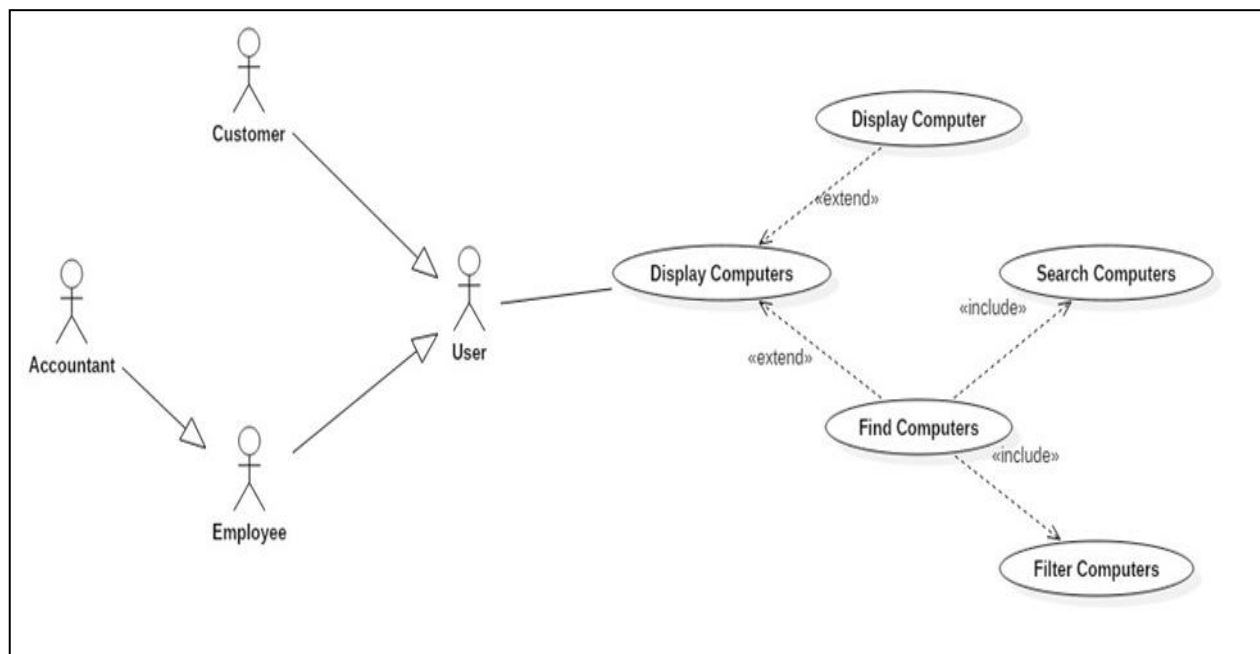 Customer
Display Computer
«extend»
Display Computers
Search Computers
«include»
User
«extend»
Accountant
Find Computers
«include»
Employee
Filter Computers